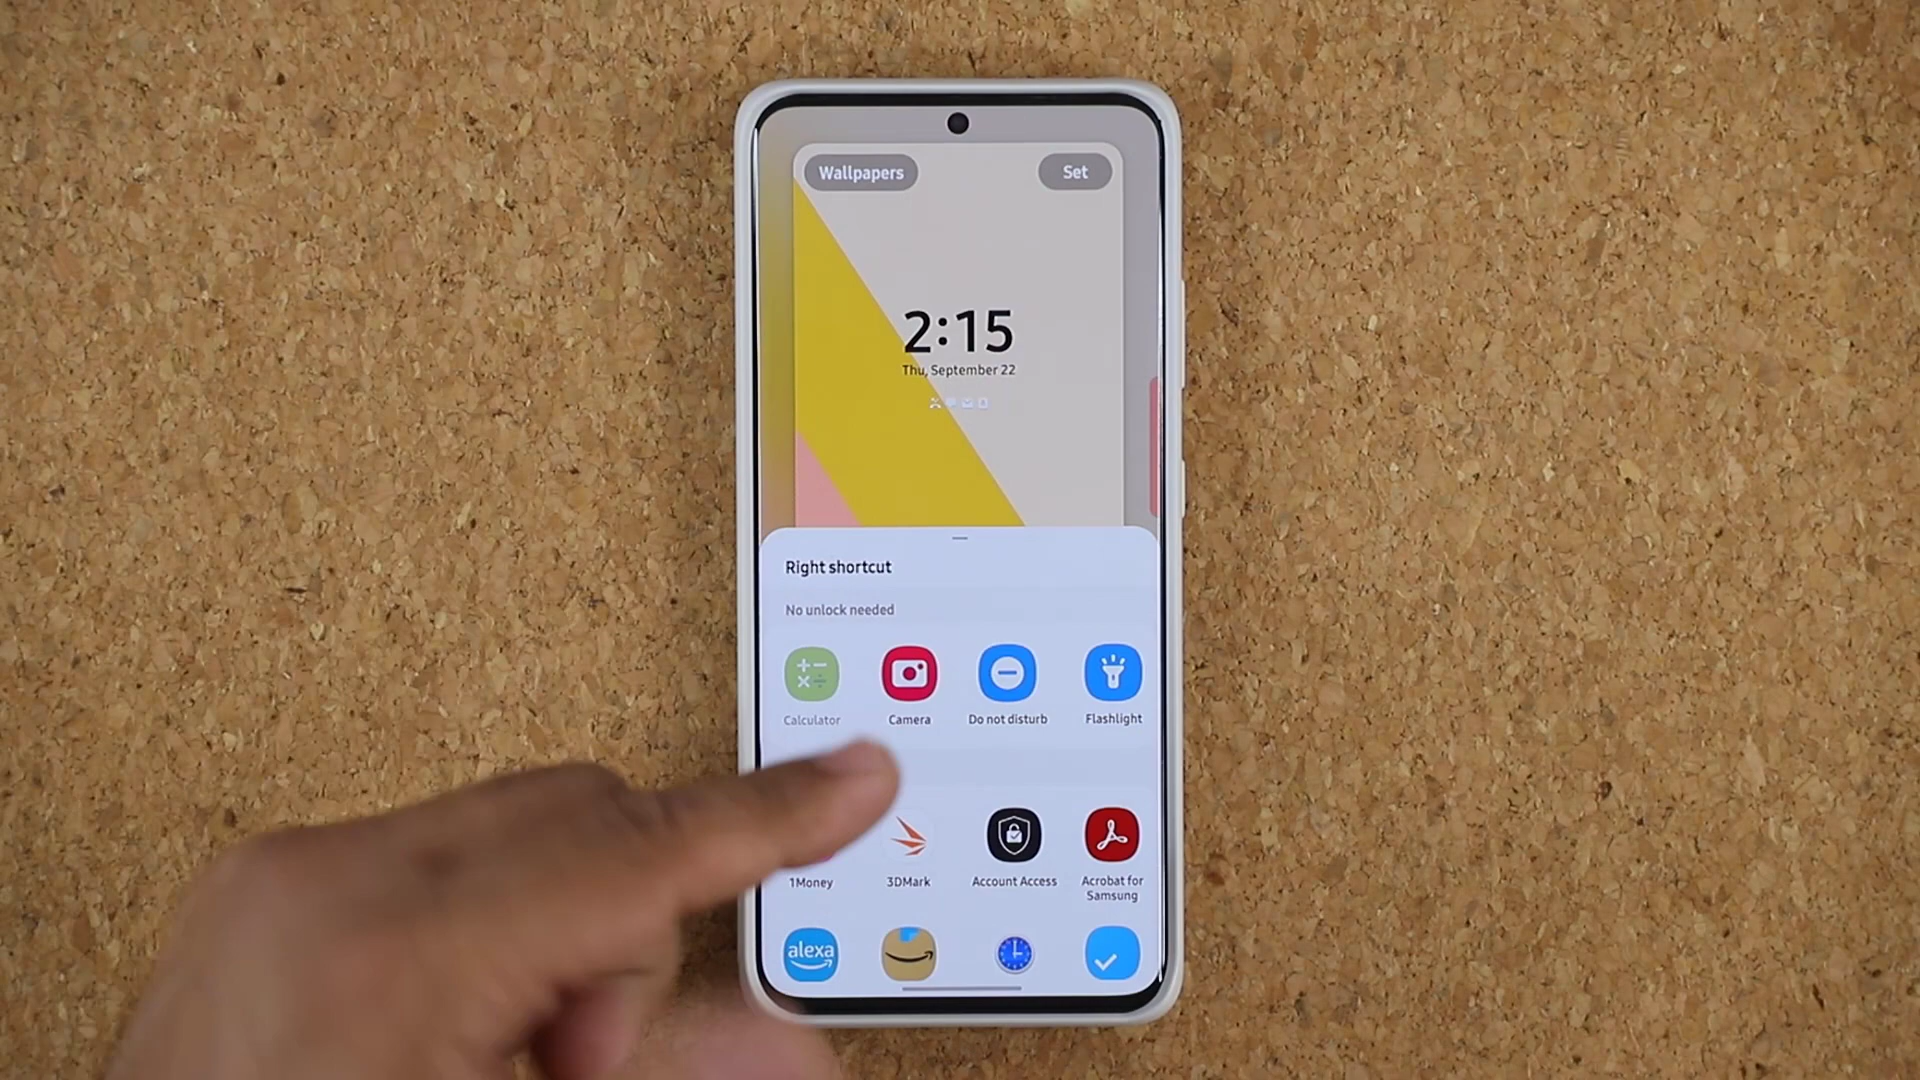 Wallpapers
Set
2:15
Thu, September 22
Right shortcut
No unlock needed
Calculator
Camera
Do not disturb
Flashlight
1Money
3DMark
Account Access
Acrobat for
Samsung
alexa